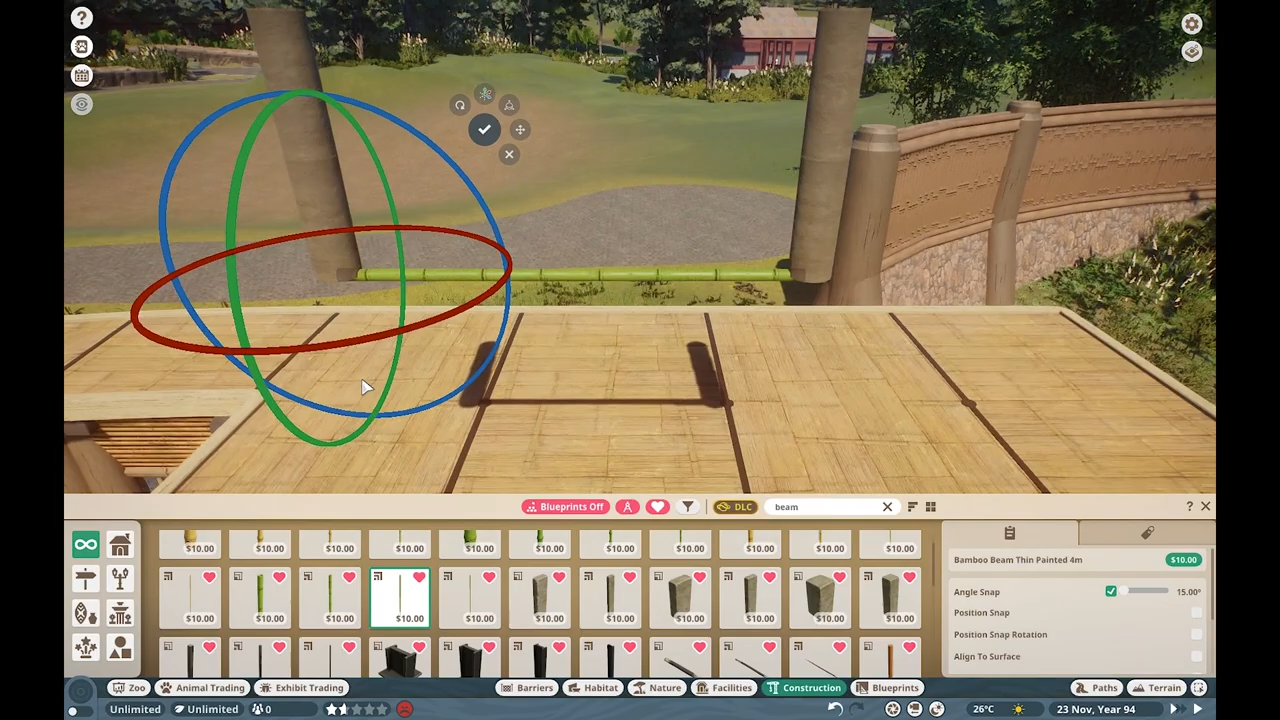 ?
Blueprints Off
DLC
beam
?
$10.00 $10.00 $10.00 $10.00 $10.00 $10.00 $10.00 $10.00 $10.00 $10.00 $10.00
$10.00 $10.00 $10.00 $10.00 $10.00 $10.00 $10.00 $10.00 $10.00 $10.00 $10.00
Bamboo Beam Thin Painted 4m $10.00
Angle Snap 15.00°
Position Snap
Position Snap Rotation
Align To Surface
Zoo Animal Trading Exhibit Trading Barriers Habitat Nature Facilities Construction Blueprints Paths Terrain
Unlimited Unlimited 0 26°C 23 Nov, Year 94